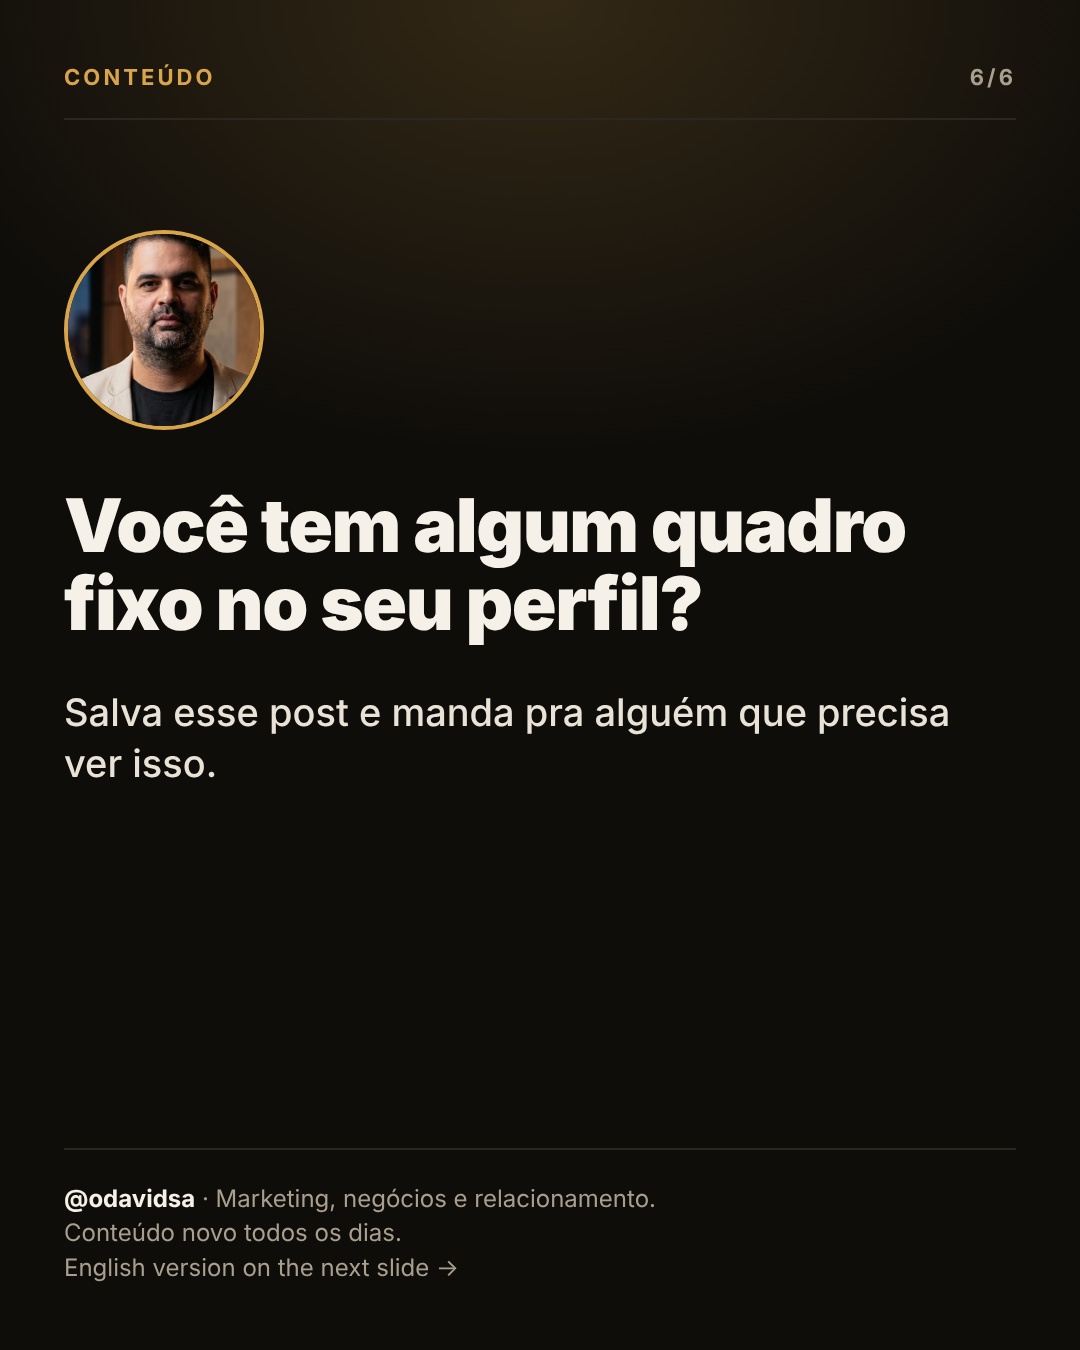 CONTEÚDO
6/6
Você tem algum quadro
fixo no seu perfil?
Salva esse post e manda pra alguém que precisa
ver isso.
@odavidsa · Marketing, negócios e relacionamento.
Conteúdo novo todos os dias.
English version on the next slide →